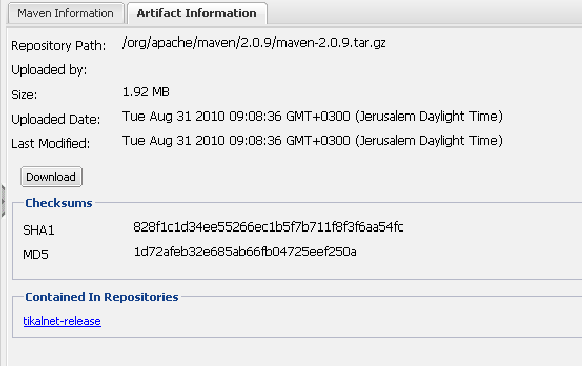 Maven Information Artifact Information
Repository Path: /org/apache/maven/2.0.9/maven-2.0.9.tar.gz
Uploaded by:
Size: 1.92 MB
Uploaded Date: Tue Aug 31 2010 09:08:36 GMT+0300 (Jerusalem Daylight Time)
Last Modified: Tue Aug 31 2010 09:08:36 GMT+0300 (Jerusalem Daylight Time)
Download
Checksums
SHA1 828f1c1d34ee55266ec1b5f7b711f8f3f6aa54fc
MD5 1d72afeb32e685ab66fb04725eef250a
Contained In Repositories
tikalnet-release